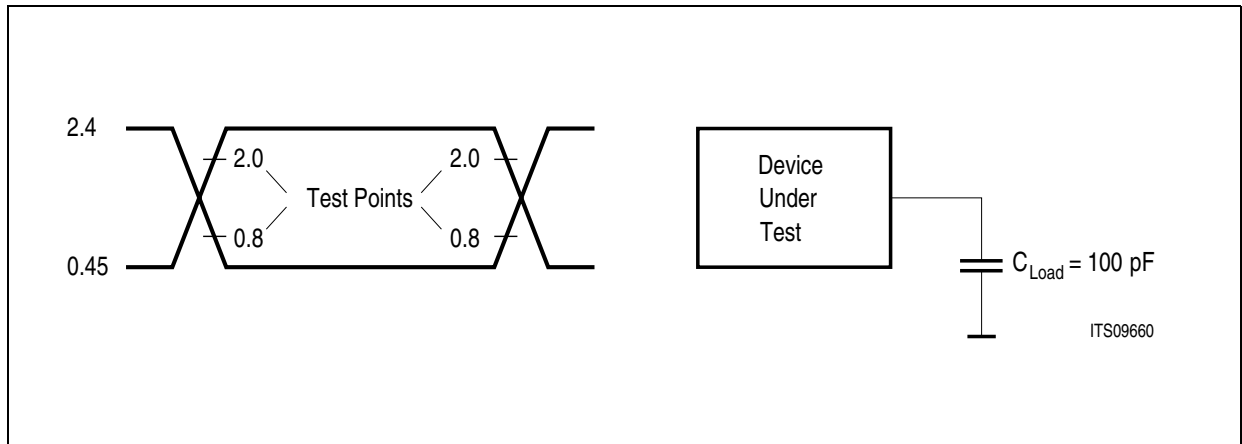 2.4
2.0
2.0
Test Points
0.8
0.8
0.45
Device
Under
Test
C Load = 100 pF
ITS09660